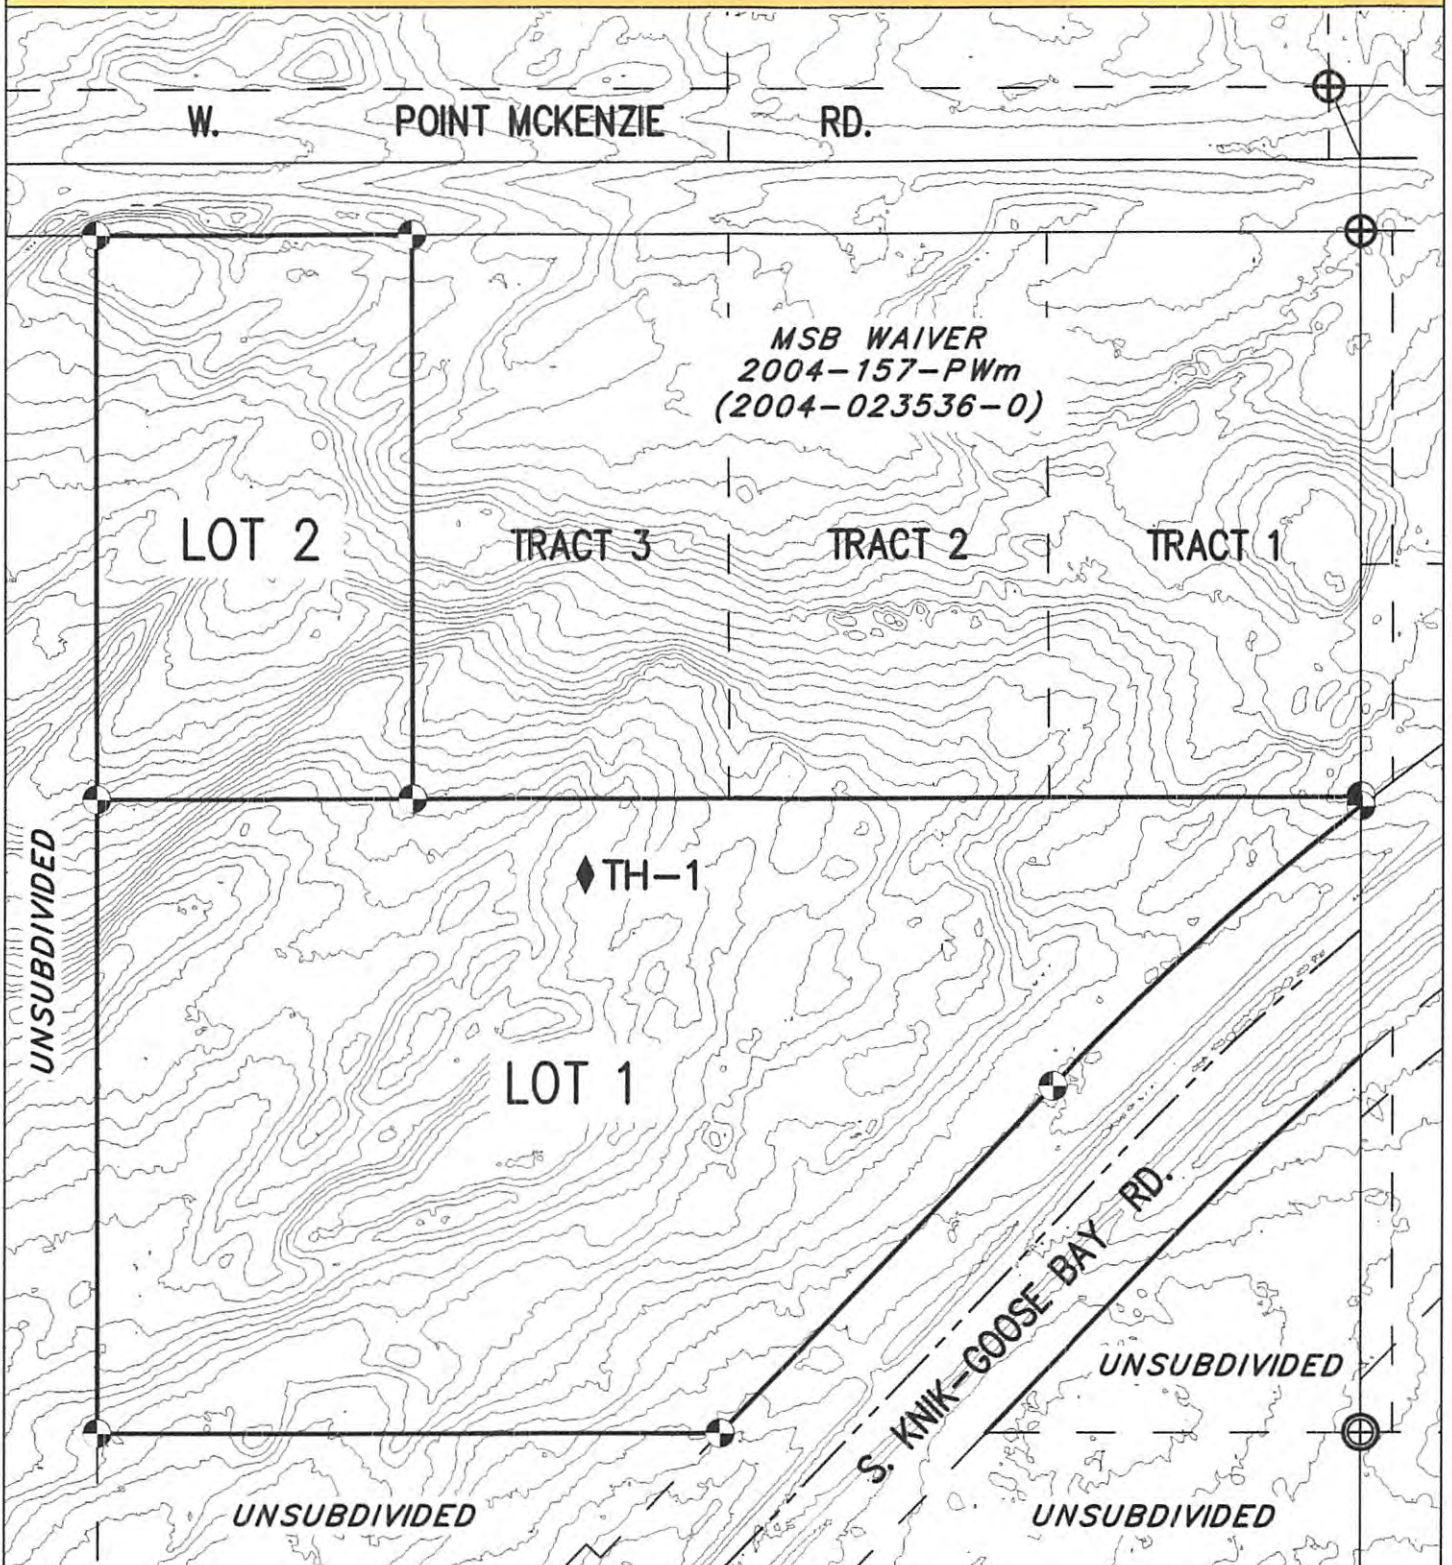 W. POINT MCKENZIE RD.
MSB WAIVER
2004-157-PWm
(2004-023536-0)
LOT 2
TRACT 3
TRACT 2
TRACT 1
UNSUBDIVIDED
TH-1
LOT 1
S. KNIK-GOOSE BAY RD.
UNSUBDIVIDED
UNSUBDIVIDED
UNSUBDIVIDED